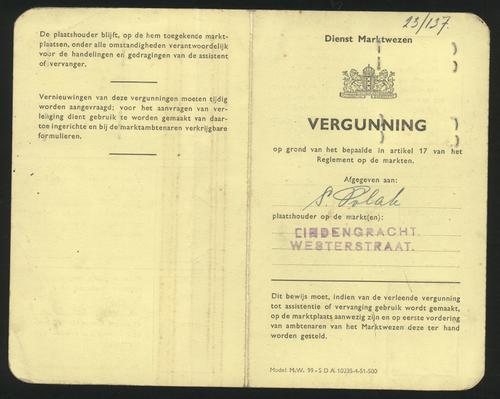 De plaatshouder blijft, op de hem toegekende markt-
plaatsen, onder alle omstandigheden verantwoordelijk
voor de handelingen en gedragingen van de assistent
of vervanger.
Vernieuwingen van deze vergunningen moeten tijdig
worden aangevraagd; voor het aanvragen van ver-
lenging dient gebruik te worden gemaakt van daar-
toe ingerichte en bij de marktambtenaren verkrijgbare
formulieren.
23/137
Dienst Marktwezen
VERGUNNING
op grond van het bepaalde in artikel 17 van het
Reglement op de markten.
Afgegeven aan:
S. Polak
plaatshouder op de markt(en):
LINDENGRACHT.
WESTERSTRAAT.
Dit bewijs moet, indien van de verleende vergunning
tot assistentie of vervanging gebruik wordt gemaakt,
op de marktplaats aanwezig zijn en op eerste vordering
van ambtenaren van het Marktwezen deze ter hand
worden gesteld.
Model: M.W. 99 - S D A 10235-4-51-500